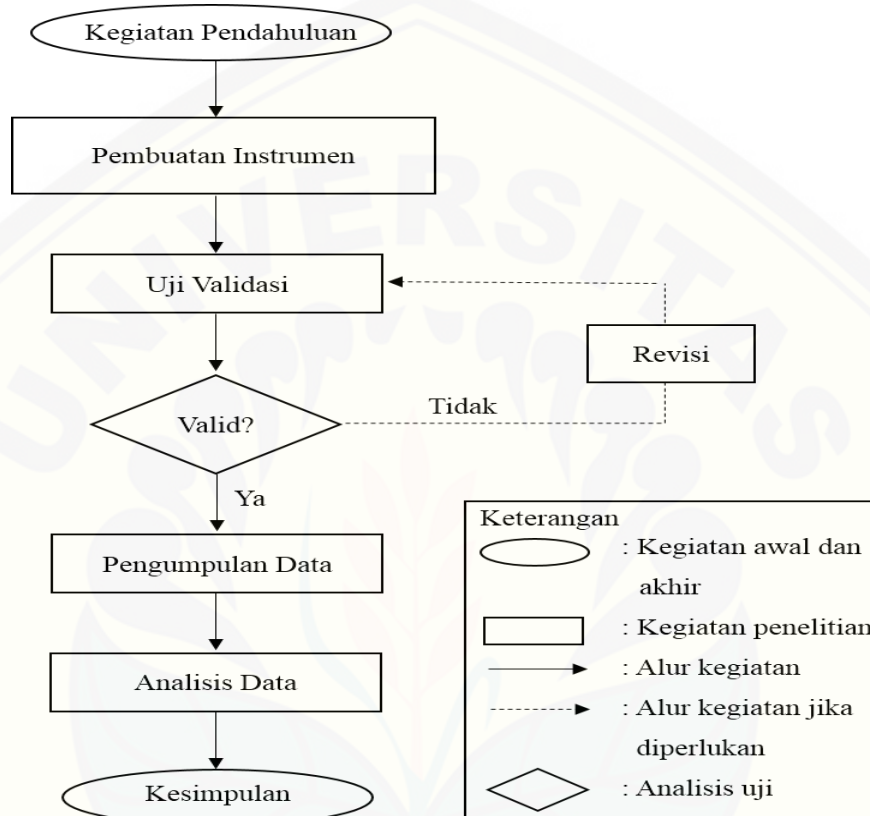 Kegiatan Pendahuluan
Pembuatan Instrumen
Uji Validasi
Revisi
Valid?
Tidak
Ya
Pengumpulan Data
Analisis Data
Kesimpulan
Keterangan
: Kegiatan awal dan
akhir
: Kegiatan penelitian
: Alur kegiatan
: Alur kegiatan jika
diperlukan
: Analisis uji
UNIVERSITAS